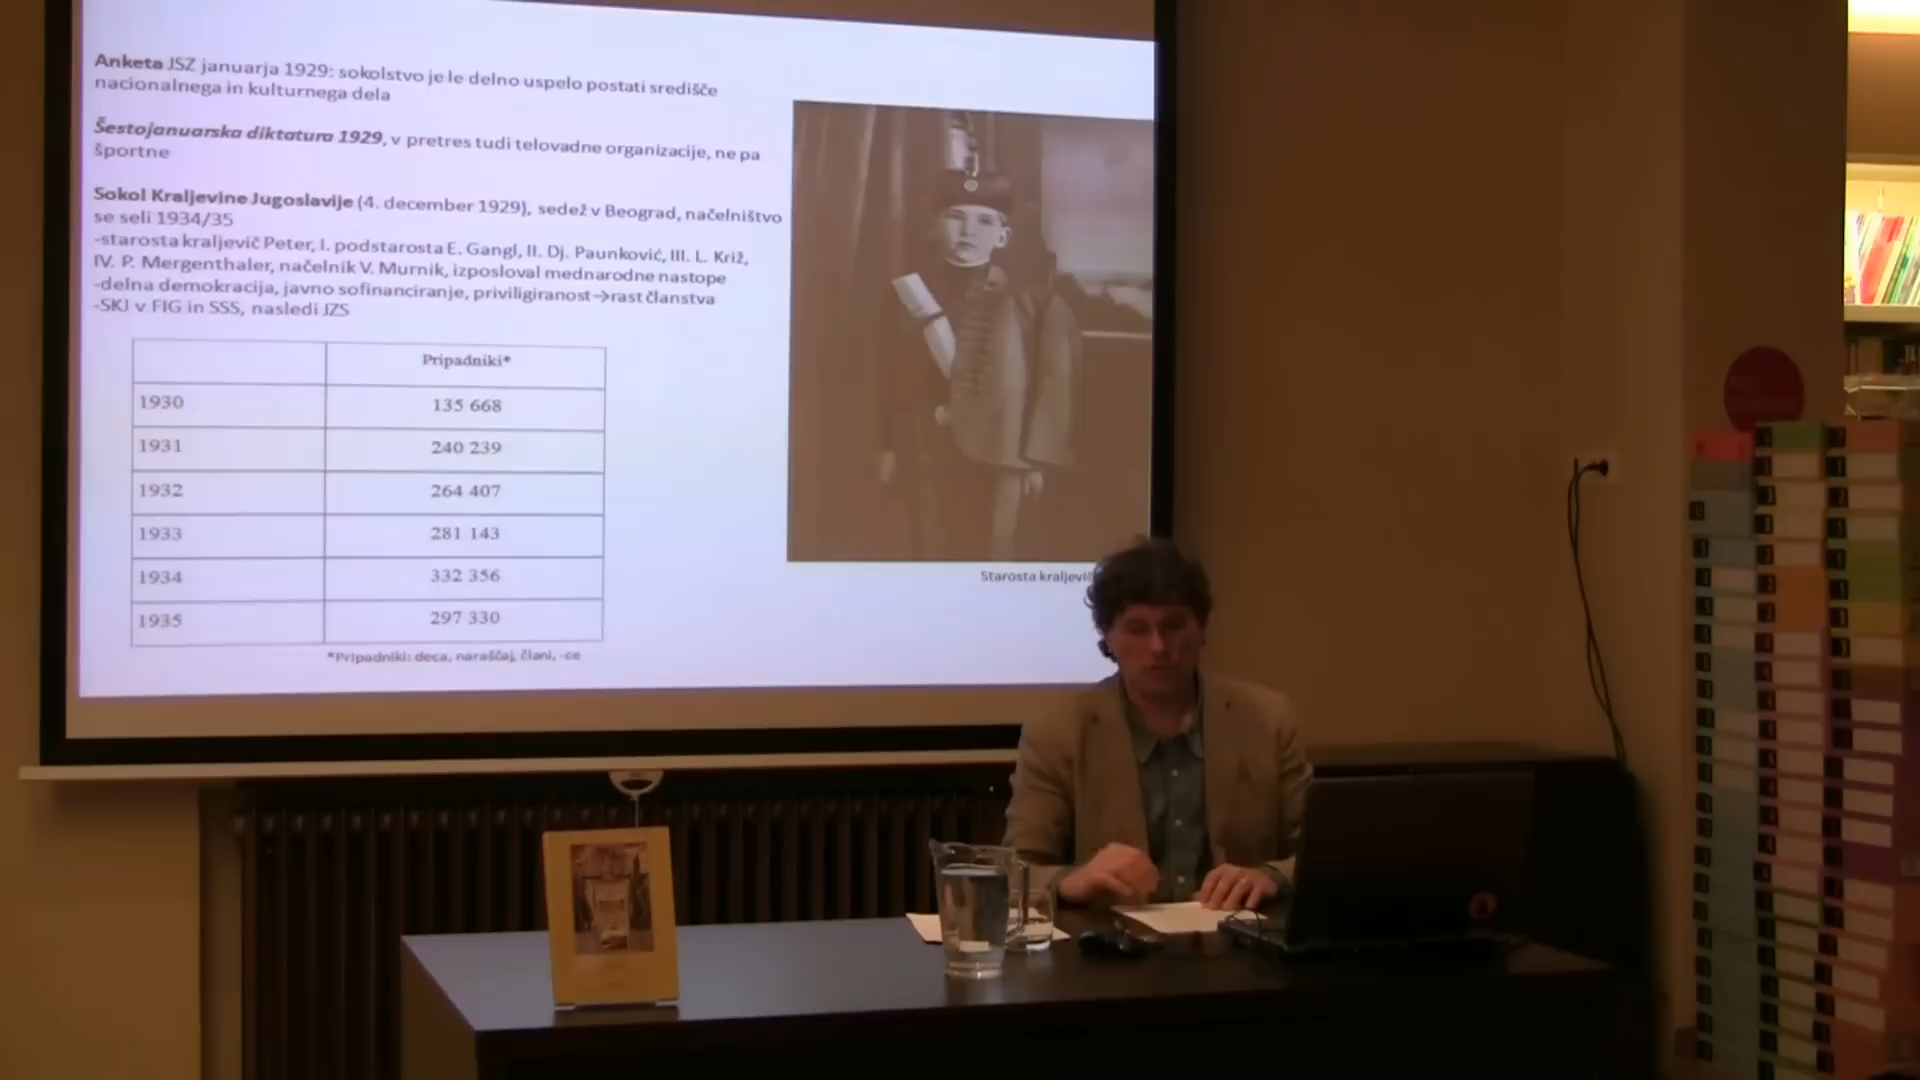 Anketa JSZ januarja 1929: sokolstvo je le delno uspelo postati središče
nacionalnega in kulturnega dela
Šestojanuarska diktatura 1929, v pretres tudi telovadne organizacije, ne pa
športne
Sokol Kraljevine Jugoslavije (4. december 1929), sedež v Beograd, načelništvo
se seli 1934/35
-starosta kraljevič Peter, I. podstarosta E. Gangl, II. Dj. Paunković, III. L. Križ,
IV. P. Mergenthaler, načelnik V. Murnik, izposloval mednarodne nastope
-delna demokracija, javno sofinanciranje, priviligiranost→rast članstva
-SKJ v FIG in SSS, nasledi JZS
Pripadniki*
1930 135 668
1931 240 239
1932 264 407
1933 281 143
1934 332 356
1935 297 330
*Pripadniki: deca, naraščaj, člani, -ce
Starosta kraljevič